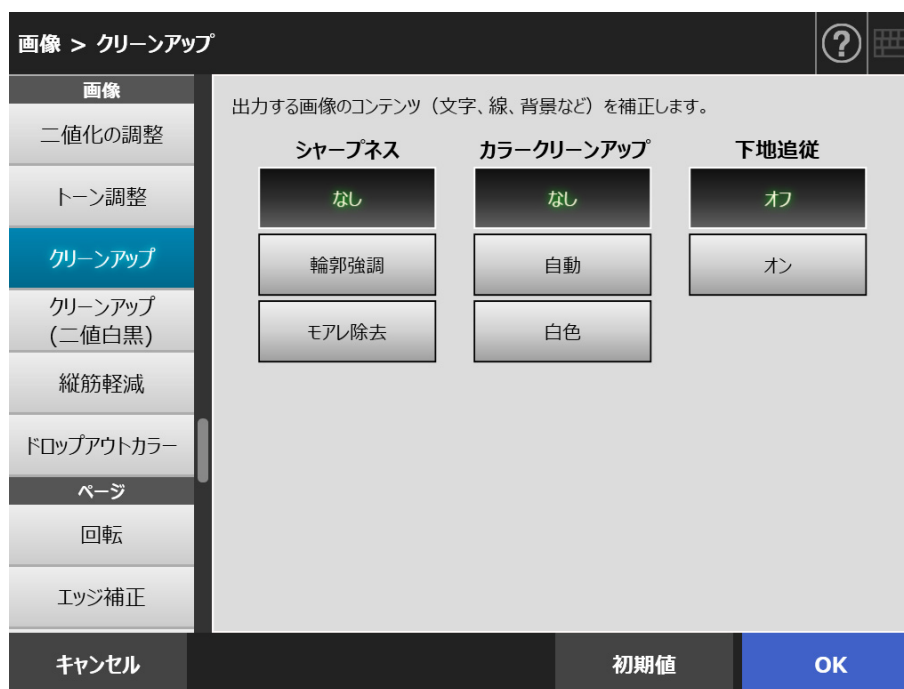 画像 > クリーンアップ
?
画像
二値化の調整
トーン調整
クリーンアップ
クリーンアップ
(二値白黒)
縦筋軽減
ドロップアウトカラー
ページ
回転
エッジ補正
出力する画像のコンテンツ（文字、線、背景など）を補正します。
シャープネス カラークリーンアップ 下地追従
なし なし オフ
輪郭強調 自動 オン
モアレ除去 白色
キャンセル 初期値 OK